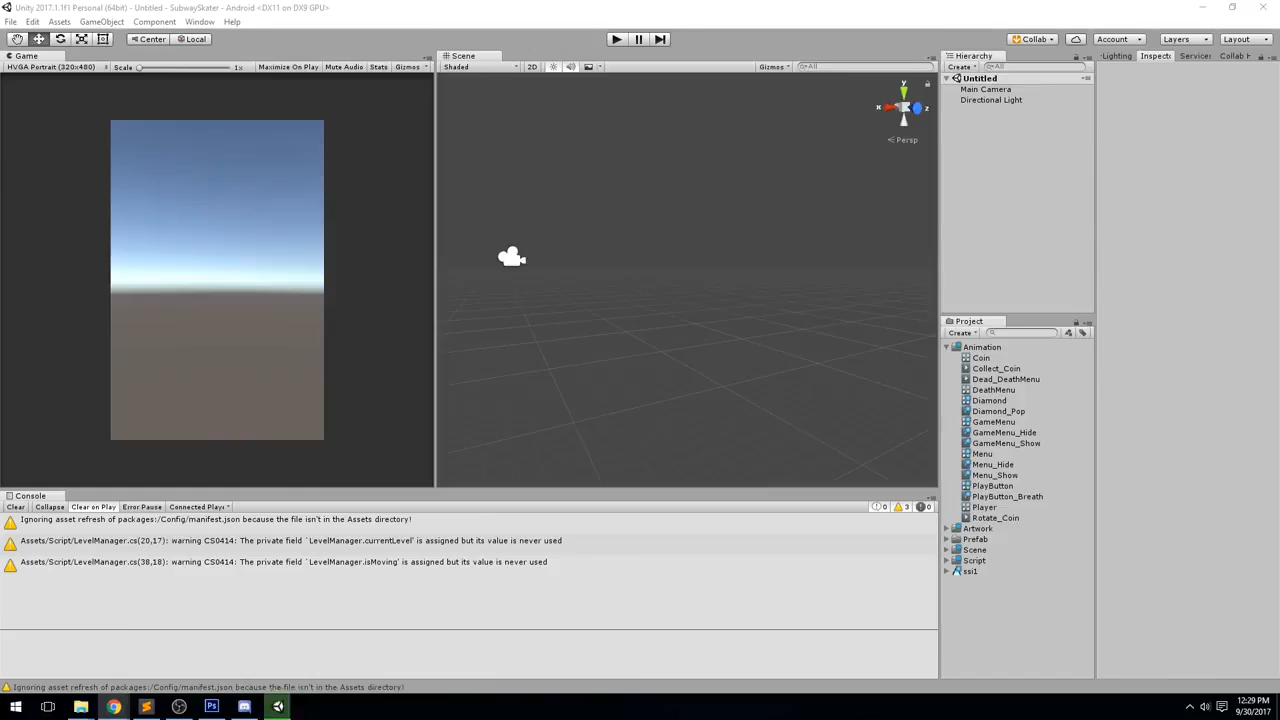 Unity 2017.1.1f1 Personal (64bit) - Untitled - SubwaySkater - Android <DX11 on DX9 GPU>
File Edit Assets GameObject Component Window Help
Center Local Collab Account Layers Layout
Game Scene Hierarchy Lighting Inspect Service Collab H
HVGA Portrait (320x480) Scale 1x Maximize On Play Mute Audio Stats Gizmos Shaded 2D Gizmos All Create All
Untitled
Main Camera
Directional Light
y
x z
Persp
Project
Create
Animation
Coin
Collect_Coin
Dead_DeathMenu
DeathMenu
Diamond
Diamond_Pop
GameMenu
GameMenu_Hide
GameMenu_Show
Menu
Menu_Hide
Menu_Show
PlayButton
PlayButton_Breath
Player
Rotate_Coin
Artwork
Prefab
Scene
Script
ssi1
Console
Clear Collapse Clear on Play Error Pause Connected Playe 0 3 0
Ignoring asset refresh of packages:/Config/manifest.json because the file isn't in the Assets directory!
Assets/Script/LevelManager.cs(20,17): warning CS0414: The private field `LevelManager.currentLevel' is assigned but its value is never used
Assets/Script/LevelManager.cs(38,18): warning CS0414: The private field `LevelManager.isMoving' is assigned but its value is never used
Ignoring asset refresh of packages:/Config/manifest.json because the file isn't in the Assets directory!
Ps
12:29 PM
9/30/2017